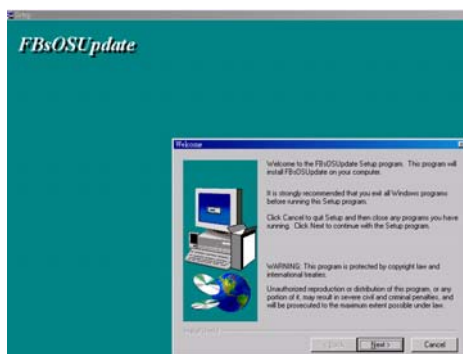 Setup
FBsOSUpdate
Welcome
Welcome to the FBsOSUpdate Setup program. This program will
install FBsOSUpdate on your computer.
It is strongly recommended that you exit all Windows programs
before running this Setup program.
Click Cancel to quit Setup and then close any programs you have
running. Click Next to continue with the Setup program.
WARNING: This program is protected by copyright law and
international treaties.
Unauthorized reproduction or distribution of this program, or any
portion of it, may result in severe civil and criminal penalties, and
will be prosecuted to the maximum extent possible under law.
< Back
Next >
Cancel